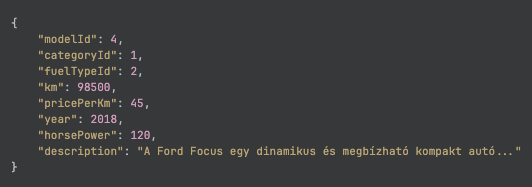 {
    "modelId": 4,
    "categoryId": 1,
    "fuelTypeId": 2,
    "km": 98500,
    "pricePerKm": 45,
    "year": 2018,
    "horsePower": 120,
    "description": "A Ford Focus egy dinamikus és megbízható kompakt autó..."
}